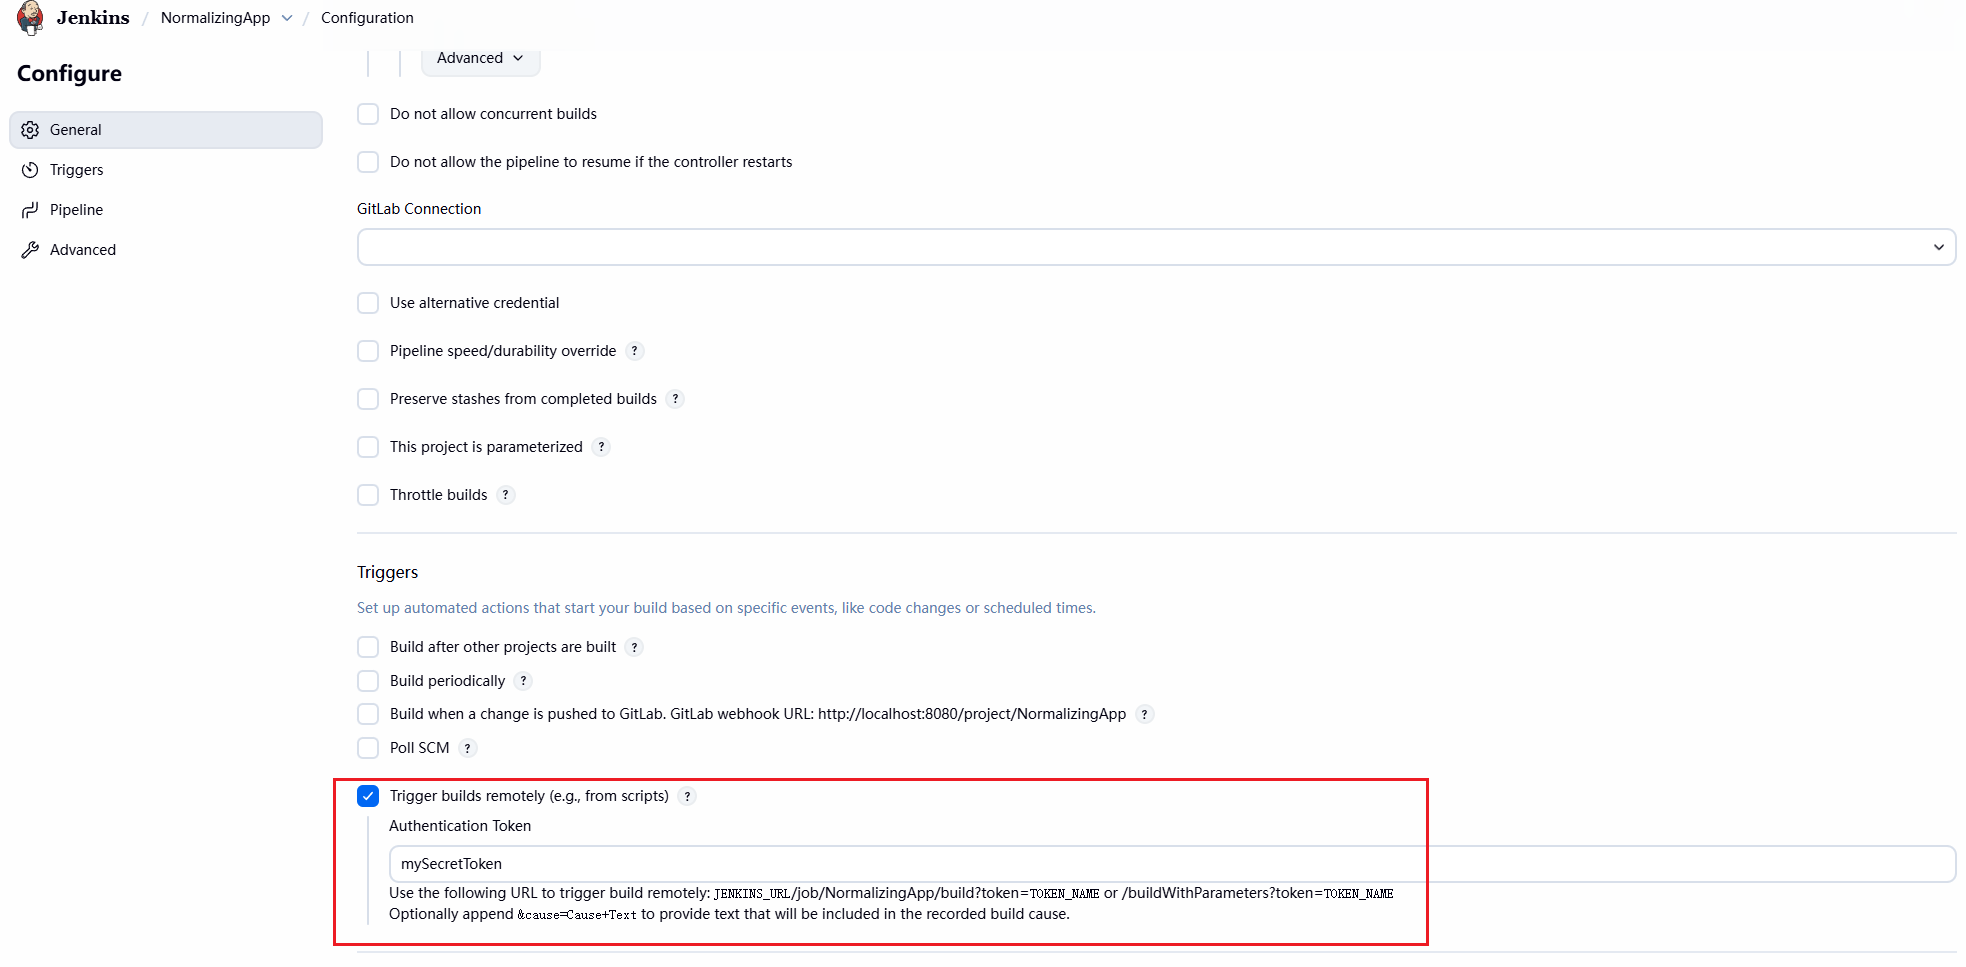 Jenkins / NormalizingApp / Configuration
Configure
General
Triggers
Pipeline
Advanced
Advanced
Do not allow concurrent builds
Do not allow the pipeline to resume if the controller restarts
GitLab Connection
Use alternative credential
Pipeline speed/durability override ?
Preserve stashes from completed builds ?
This project is parameterized ?
Throttle builds ?
Triggers
Set up automated actions that start your build based on specific events, like code changes or scheduled times.
Build after other projects are built ?
Build periodically ?
Build when a change is pushed to GitLab. GitLab webhook URL: http://localhost:8080/project/NormalizingApp ?
Poll SCM ?
Trigger builds remotely (e.g., from scripts) ?
Authentication Token
mySecretToken
Use the following URL to trigger build remotely: JENKINS_URL/job/NormalizingApp/build?token=TOKEN_NAME or /buildWithParameters?token=TOKEN_NAME
Optionally append &cause=Cause+Text to provide text that will be included in the recorded build cause.